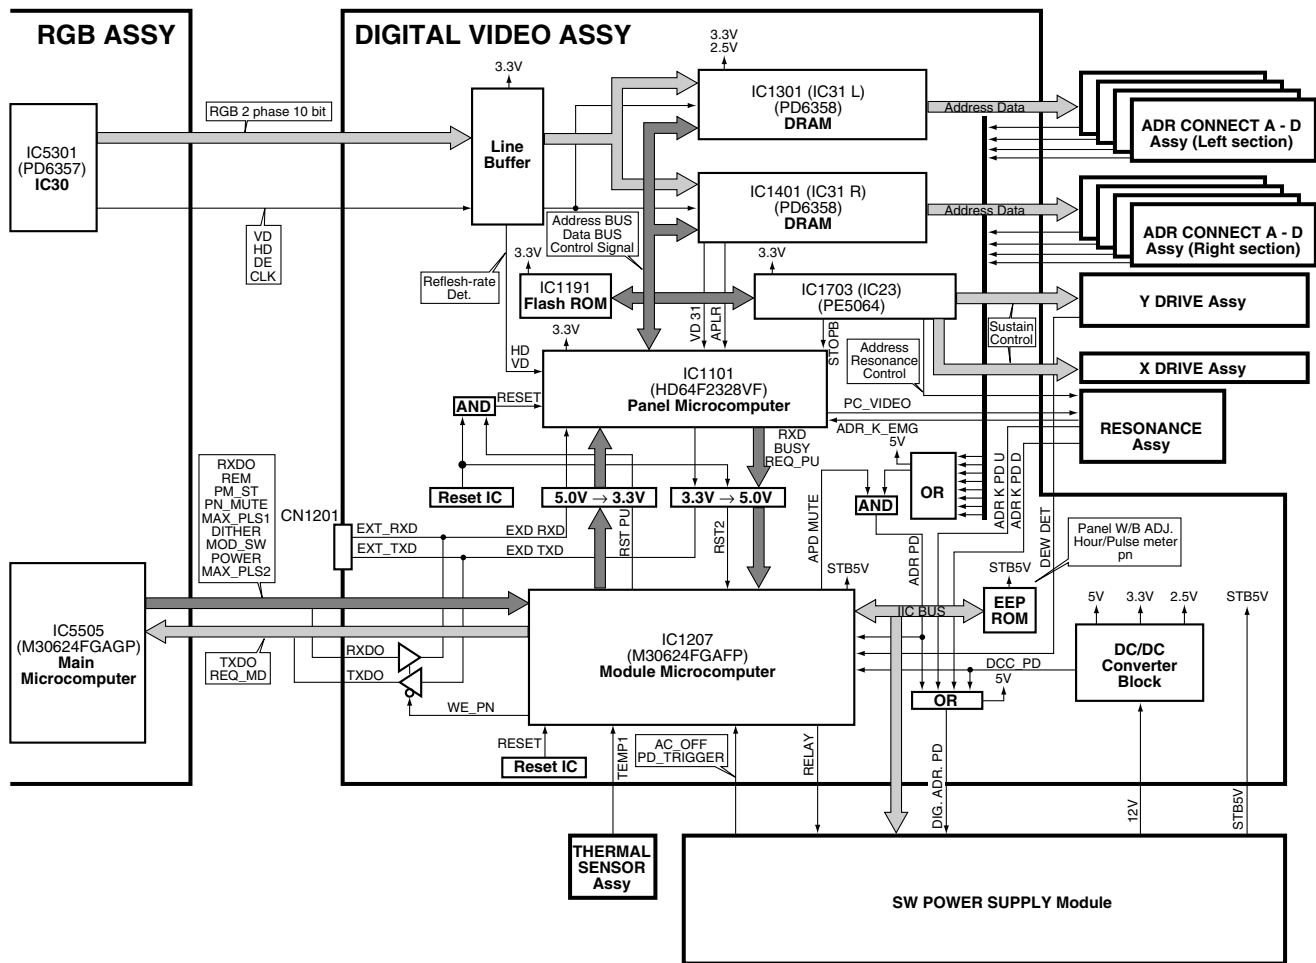 RGB ASSY
DIGITAL VIDEO ASSY
3.3V
3.3V
2.5V
RGB 2 phase 10 bit
IC5301
(PD6357)
IC30
VD
HD
DE
CLK
Line
Buffer
IC1301 (IC31 L)
(PD6358)
DRAM
Address Data
ADR CONNECT A - D
Assy (Left section)
IC1401 (IC31 R)
(PD6358)
DRAM
Address Data
ADR CONNECT A - D
Assy (Right section)
Address BUS
Data BUS
Control Signal
Reflesh-rate
Det.
3.3V
IC1191
Flash ROM
VD 31
APLR
3.3V
IC1703 (IC23)
(PE5064)
STOPB
Sustain
Control
Y DRIVE Assy
X DRIVE Assy
Address
Resonance
Control
3.3V
HD
VD
IC1101
(HD64F2328VF)
Panel Microcomputer
AND
RESET
PC_VIDEO
ADR_K_EMG
RESONANCE
Assy
RXD
BUSY
REQ_PU
5V
OR
AND
Reset IC
5.0V → 3.3V
3.3V → 5.0V
RXDO
REM
PM_ST
PN_MUTE
MAX_PLS1
DITHER
MOD_SW
POWER
MAX_PLS2
CN1201
EXT_RXD
EXD RXD
EXT_TXD
EXD TXD
RST PU
RST2
APD MUTE
ADR PD
ADR K PD U
ADR K PD D
DEW DET
Panel W/B ADJ.
Hour/Pulse meter
pn
STB5V
STB5V
IIC BUS
EEP
ROM
5V
3.3V
2.5V
STB5V
IC5505
(M30624FGAGP)
Main
Microcomputer
TXDO
REQ_MD
RXDO
TXDO
WE_PN
IC1207
(M30624FGAFP)
Module Microcomputer
DCC_PD
5V
OR
DC/DC
Converter
Block
RESET
Reset IC
TEMP1
AC_OFF
PD_TRIGGER
RELAY
DIG. ADR. PD
12V
STB5V
THERMAL
SENSOR
Assy
SW POWER SUPPLY Module